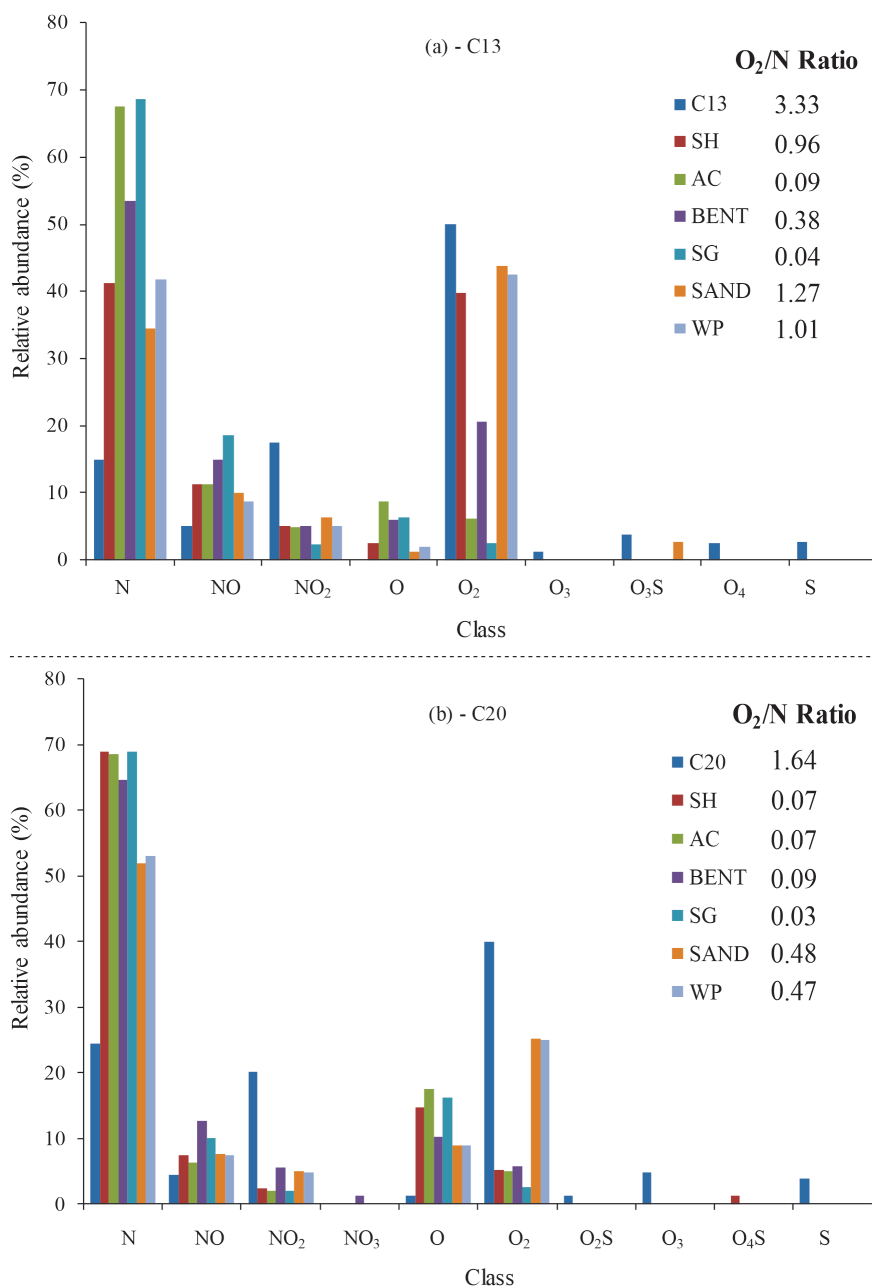 (a) - C13
O₂/N Ratio
C13 3.33
SH 0.96
AC 0.09
BENT 0.38
SG 0.04
SAND 1.27
WP 1.01
Relative abundance (%)
80
70
60
50
40
30
20
10
0
N NO NO₂ O O₂ O₃ O₃S O₄ S
Class
(b) - C20
O₂/N Ratio
C20 1.64
SH 0.07
AC 0.07
BENT 0.09
SG 0.03
SAND 0.48
WP 0.47
Relative abundance (%)
80
70
60
50
40
30
20
10
0
N NO NO₂ NO₃ O O₂ O₂S O₃ O₄S S
Class